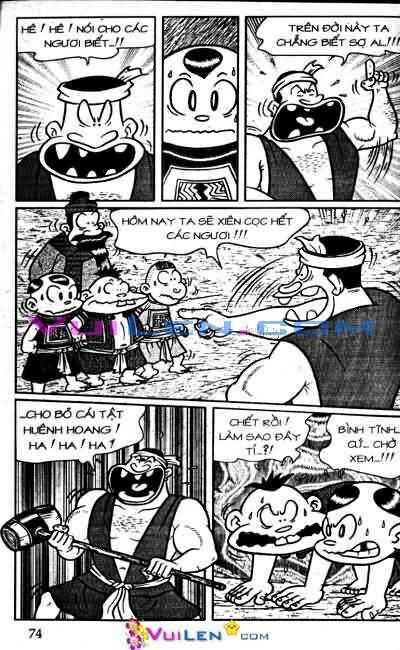 HÊ! HÊ! NÓI CHO CÁC
NGƯƠI BIẾT...!!
TRÊN ĐỜI NÀY TA
CHẲNG BIẾT SỢ AI...!
HÔM NAY TA SẼ XIÊN CỌC HẾT
CÁC NGƯƠI!!!
VUILEN.COM
...CHO BỎ CÁI TẬT
HUÊNH HOANG!
HA! HA! HA!
CHẾT RỒI!
LÀM SAO ĐÂY
TỈ...?!
BÌNH TĨNH,
CỨ... CHỜ
XEM...!!!
74
VUILEN.COM